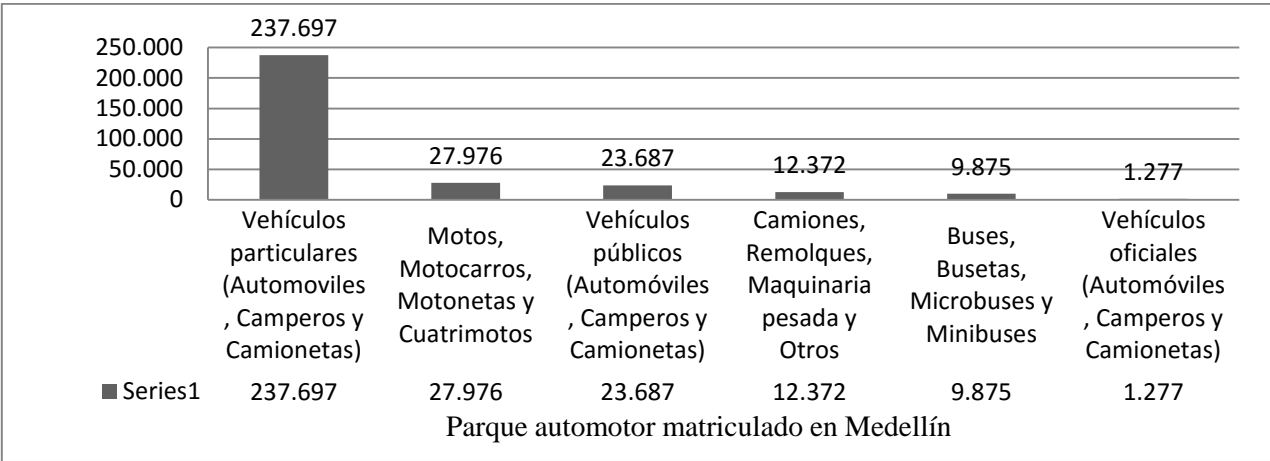 237.697
250.000
200.000
150.000
100.000
50.000
0
27.976
23.687
12.372
9.875
1.277
Vehículos
particulares
(Automoviles
, Camperos y
Camionetas)
Motos,
Motocarros,
Motonetas y
Cuatrimotos
Vehículos
públicos
(Automóviles
, Camperos y
Camionetas)
Camiones,
Remolques,
Maquinaria
pesada y
Otros
Buses,
Busetas,
Microbuses y
Minibuses
Vehículos
oficiales
(Automóviles
, Camperos y
Camionetas)
Series1 237.697 27.976 23.687 12.372 9.875 1.277
Parque automotor matriculado en Medellín